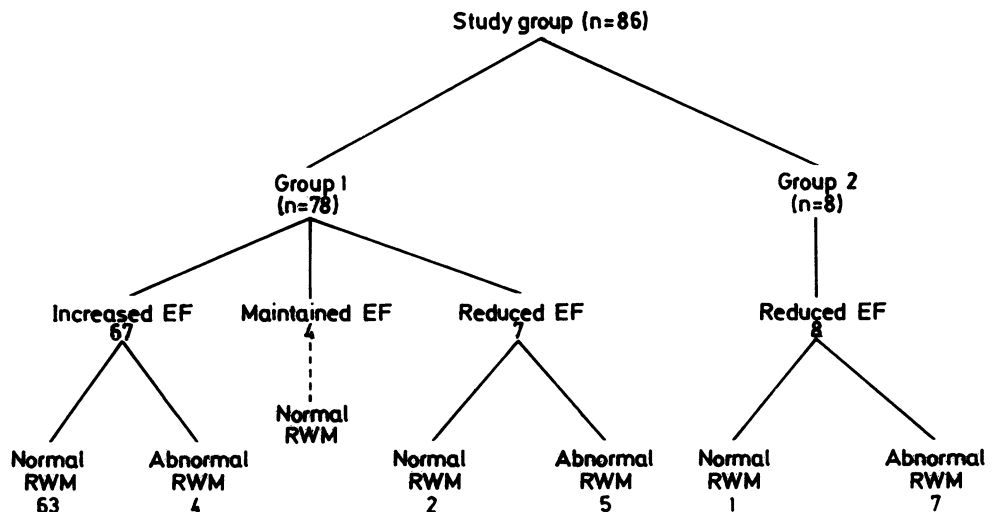 Study group (n=86)
Group 1
(n=78)
Group 2
(n=8)
Increased EF
67
Maintained EF
4
Reduced EF
7
Reduced EF
8
Normal
RWM
Normal
RWM
63
Abnormal
RWM
4
Normal
RWM
2
Abnormal
RWM
5
Normal
RWM
1
Abnormal
RWM
7